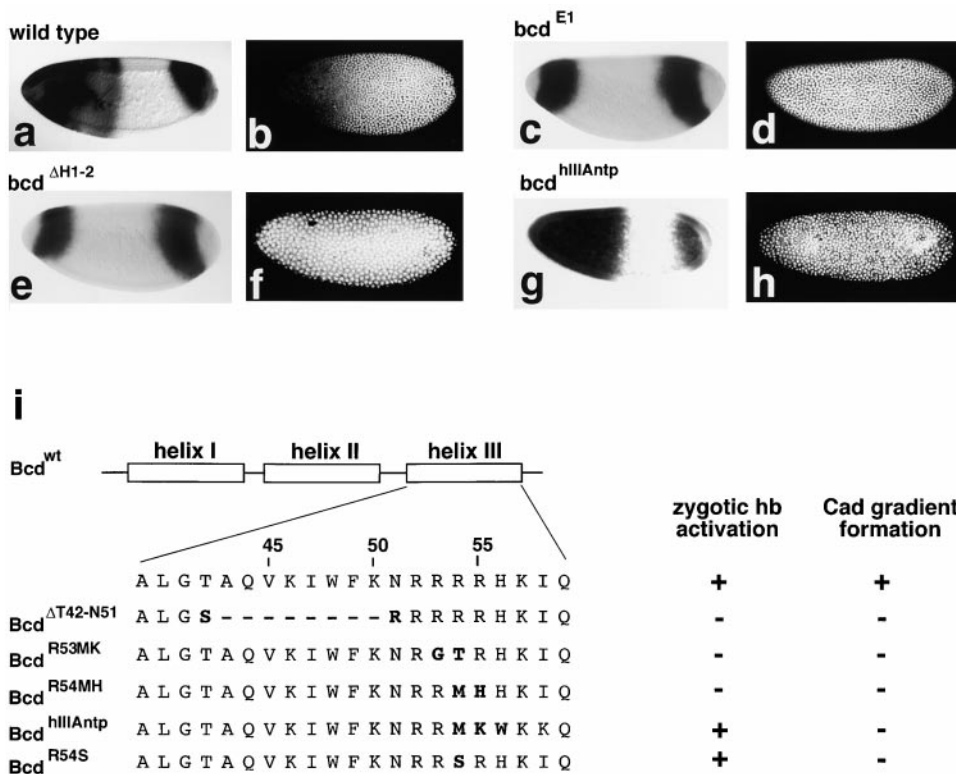 wild type
bcd E1
a
b
c
d
bcd ΔH1-2
bcd hIIIAntp
e
f
g
h
i
Bcd wt
helix I
helix II
helix III
zygotic hb activation
Cad gradient formation
45
50
55
A L G T A Q V K I W F K N R R R R H K I Q + +
Bcd ΔT42-N51 A L G S - - - - - - - - R R R R R H K I Q - -
Bcd R53MK A L G T A Q V K I W F K N R G T R H K I Q - -
Bcd R54MH A L G T A Q V K I W F K N R R M H H K I Q - -
Bcd hIIIAntp A L G T A Q V K I W F K N R R M K W K K Q + -
Bcd R54S A L G T A Q V K I W F K N R R S R H K I Q + -